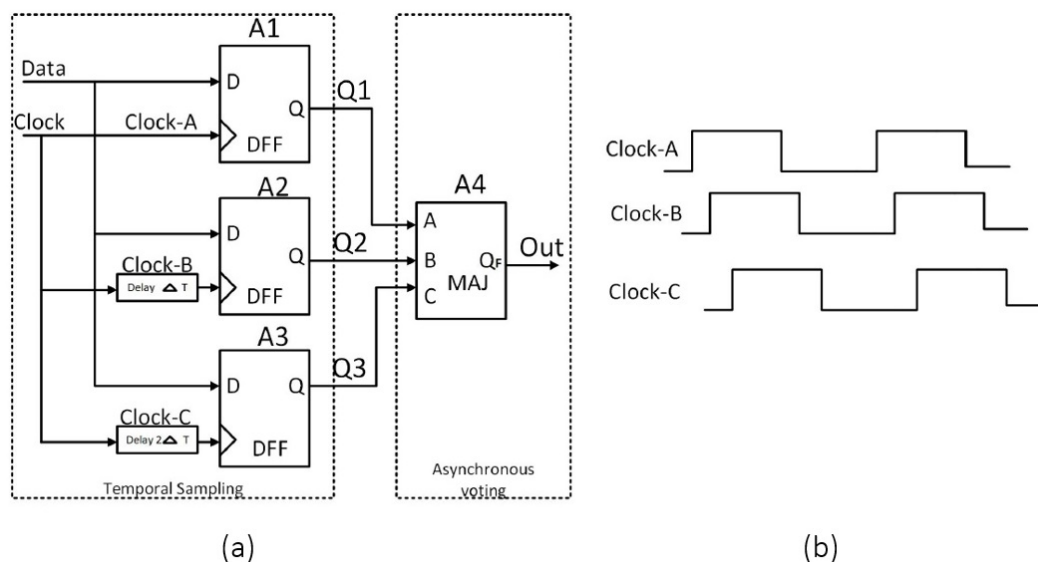 A1
Data
D
Q
Q1
Clock
Clock-A
DFF
A2
D
Q
Q2
Clock-B
Delay △ T
DFF
A3
D
Q
Q3
Clock-C
Delay 2△ T
DFF
Temporal Sampling
A4
A
B
C
QF
MAJ
Out
Asynchronous
voting
(a)
Clock-A
Clock-B
Clock-C
(b)